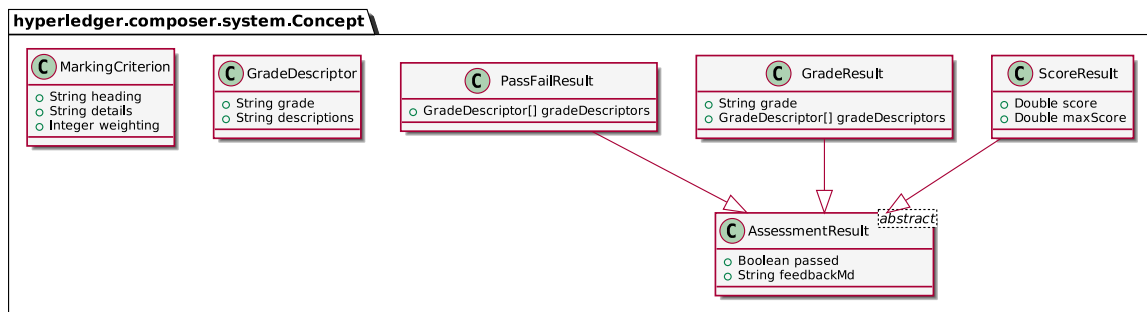 hyperledger.composer.system.Concept
C MarkingCriterion
String heading
String details
Integer weighting
C GradeDescriptor
String grade
String descriptions
C PassFailResult
GradeDescriptor[] gradeDescriptors
C GradeResult
String grade
GradeDescriptor[] gradeDescriptors
C ScoreResult
Double score
Double maxScore
C AssessmentResult
abstract
Boolean passed
String feedbackMd